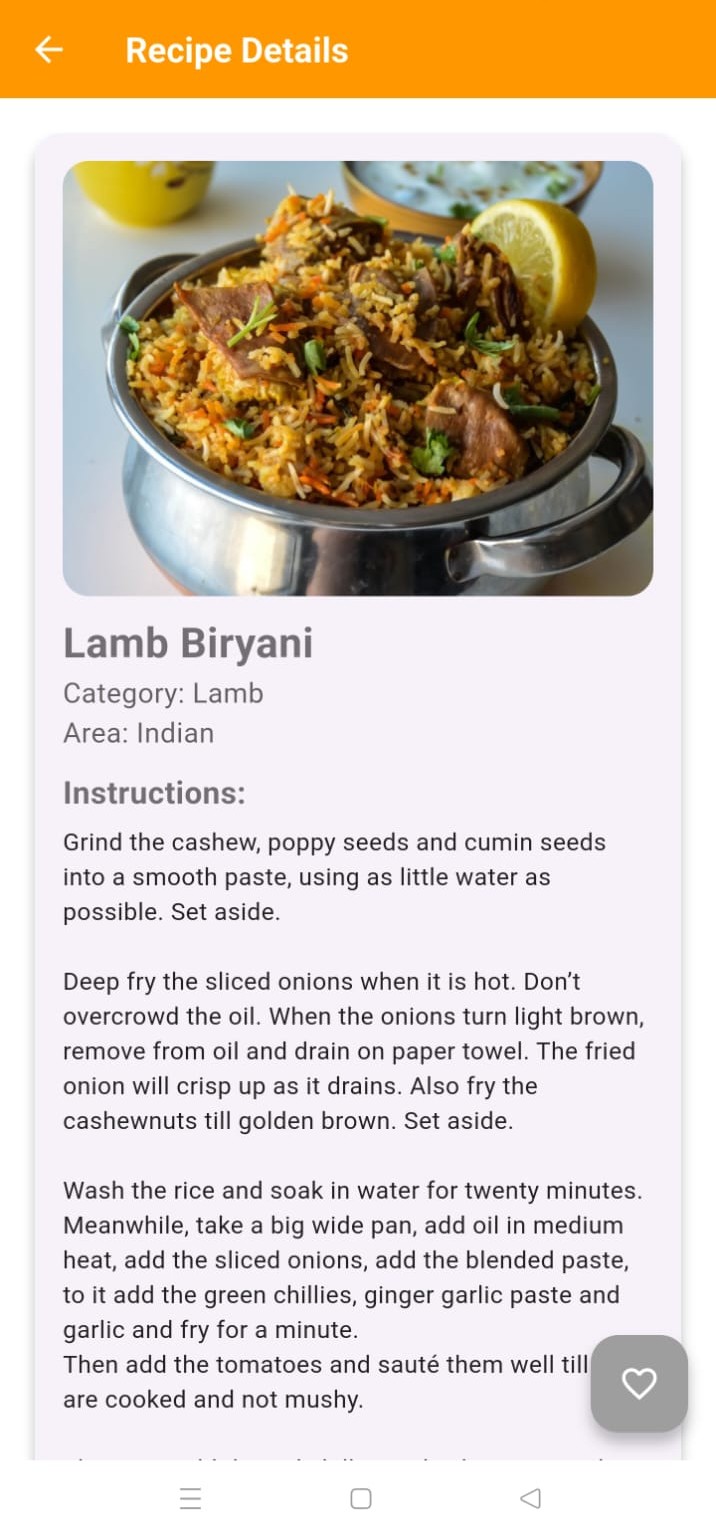 Recipe Details
Lamb Biryani
Category: Lamb
Area: Indian
Instructions:
Grind the cashew, poppy seeds and cumin seeds
into a smooth paste, using as little water as
possible. Set aside.
Deep fry the sliced onions when it is hot. Don’t
overcrowd the oil. When the onions turn light brown,
remove from oil and drain on paper towel. The fried
onion will crisp up as it drains. Also fry the
cashewnuts till golden brown. Set aside.
Wash the rice and soak in water for twenty minutes.
Meanwhile, take a big wide pan, add oil in medium
heat, add the sliced onions, add the blended paste,
to it add the green chillies, ginger garlic paste and
garlic and fry for a minute.
Then add the tomatoes and sauté them well till
are cooked and not mushy.